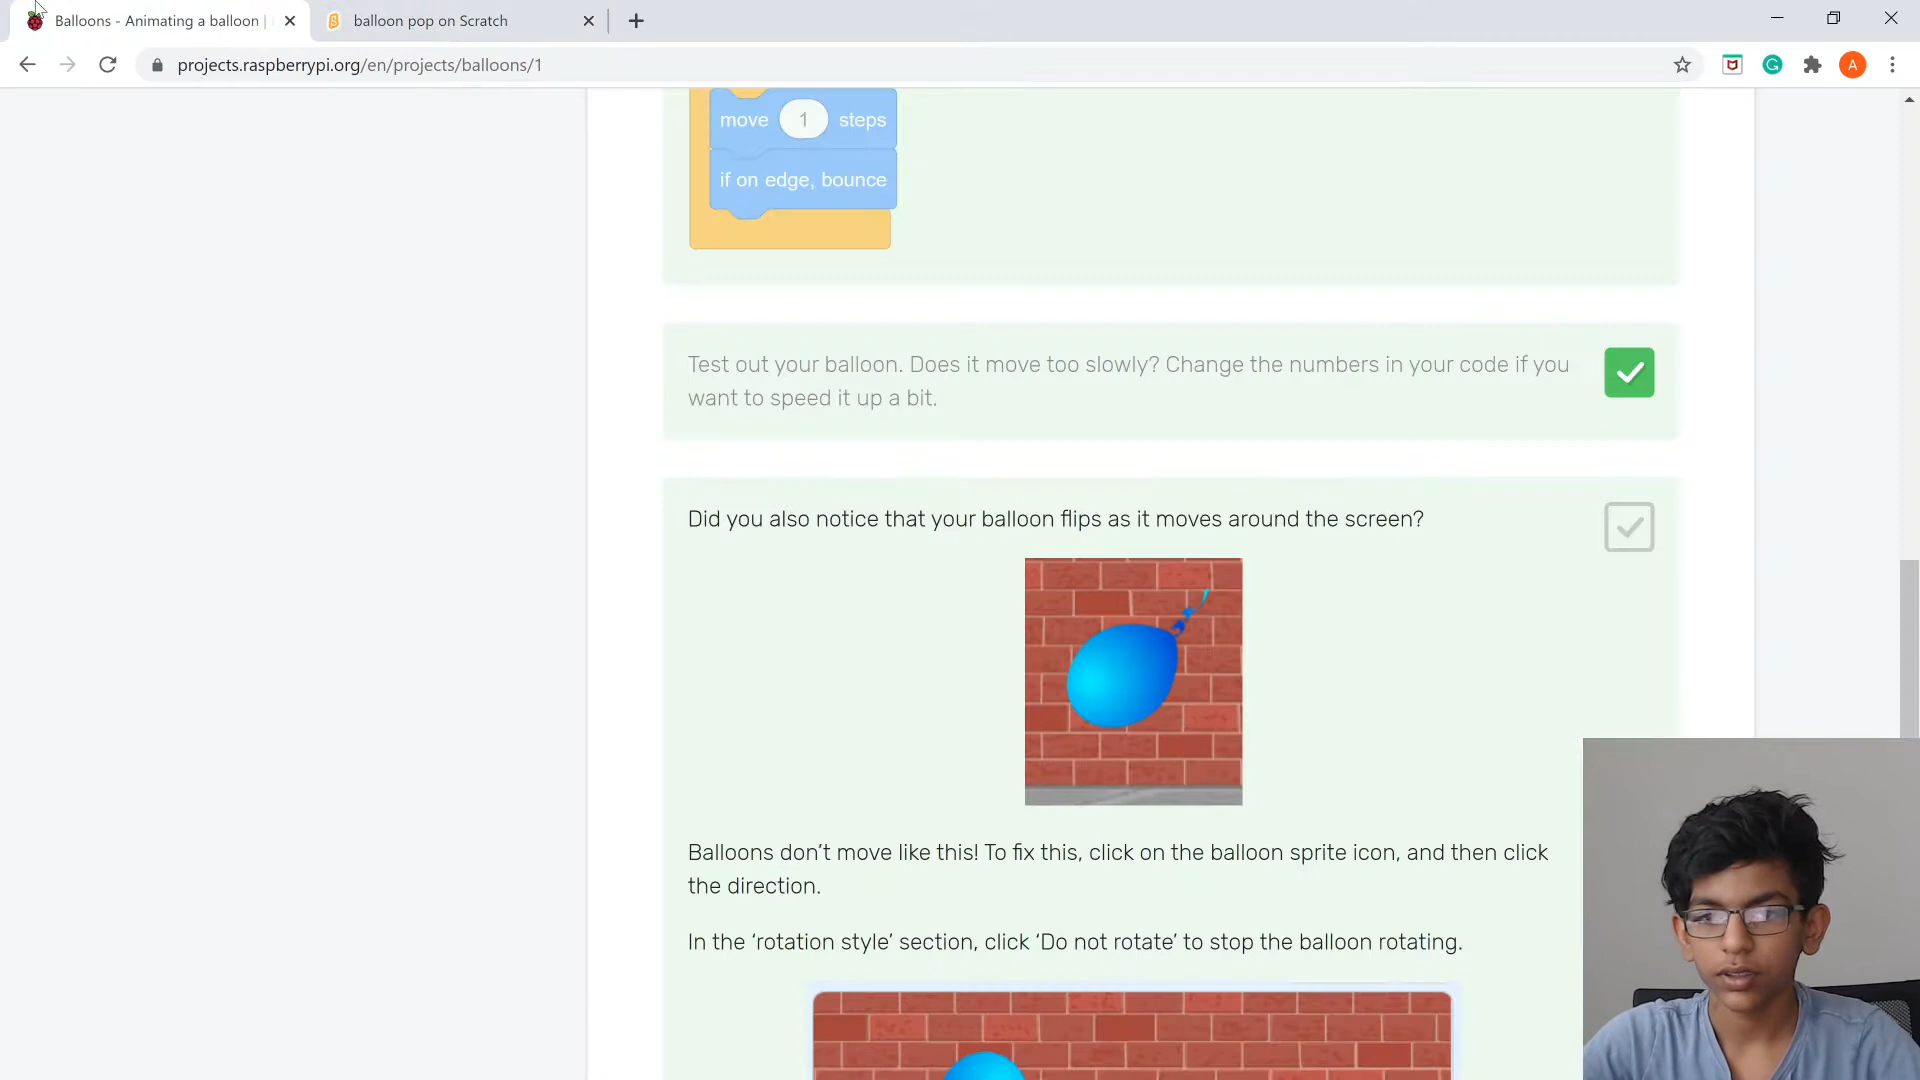 Balloons - Animating a balloon |
balloon pop on Scratch
projects.raspberrypi.org/en/projects/balloons/1
A
move 1 steps
if on edge, bounce
Test out your balloon. Does it move too slowly? Change the numbers in your code if you
want to speed it up a bit.
Did you also notice that your balloon flips as it moves around the screen?
Balloons don’t move like this! To fix this, click on the balloon sprite icon, and then click
the direction.
In the ‘rotation style’ section, click ‘Do not rotate’ to stop the balloon rotating.